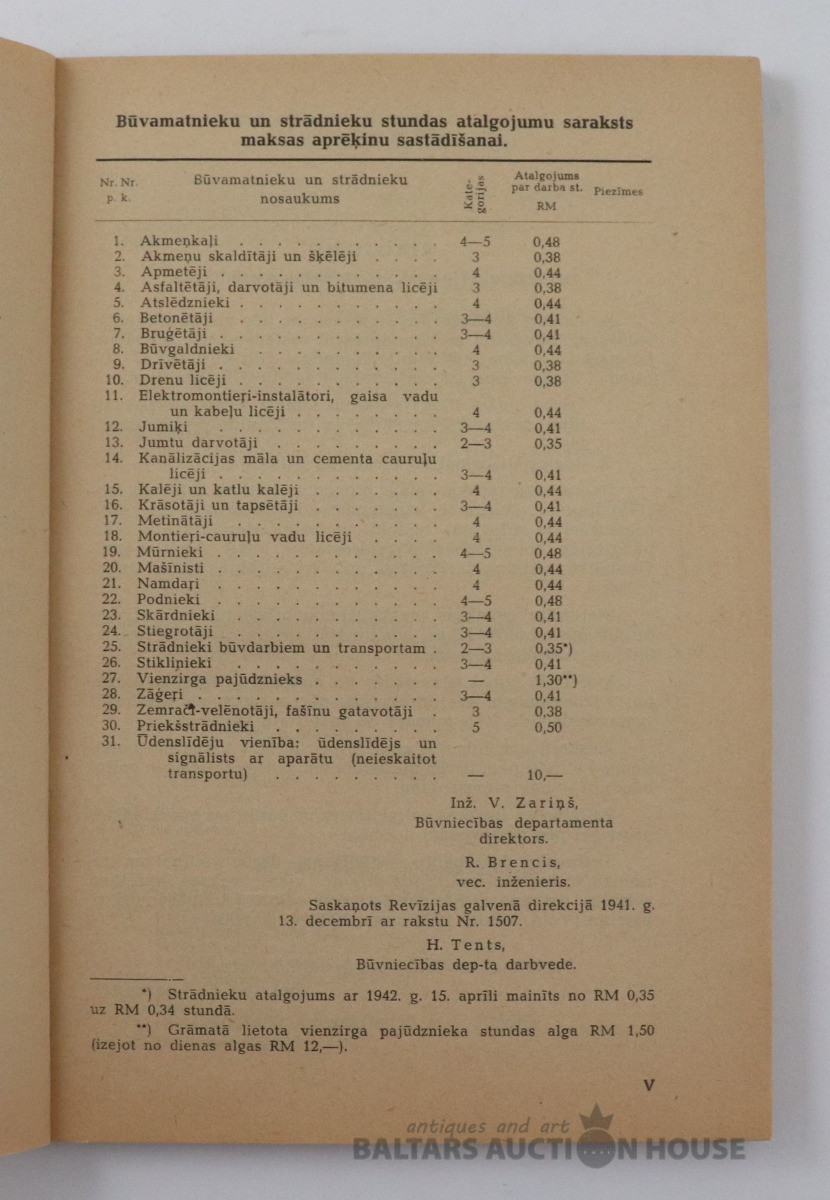 Būvamatnieku un strādnieku stundas atalgojumu saraksts
maksas aprēķinu sastādīšanai.
Nr. Nr. p. k. Būvamatnieku un strādnieku nosaukums Kategorijas Atalgojums par darba st. RM Piezīmes
1. Akmeņkaļi . . . . . . . . . . . 4—5 0,48
2. Akmeņu skaldītāji un šķēlēji . . . . 3 0,38
3. Apmetēji . . . . . . . . . . . . 4 0,44
4. Asfaltētāji, darvotāji un bitumena licēji 3 0,38
5. Atslēdznieki . . . . . . . . . . . 4 0,44
6. Betonētāji . . . . . . . . . . . 3—4 0,41
7. Bruģētāji . . . . . . . . . . . . 3—4 0,41
8. Būvgaldnieki . . . . . . . . . . 4 0,44
9. Drīvētāji . . . . . . . . . . . . 3 0,38
10. Drenu licēji . . . . . . . . . . . 3 0,38
11. Elektromontieŗi-instalātori, gaisa vadu
un kabeļu licēji . . . . . . . . 4 0,44
12. Jumiķi . . . . . . . . . . . . 3—4 0,41
13. Jumtu darvotāji . . . . . . . . . 2—3 0,35
14. Kanālizācijas māla un cementa cauruļu
licēji . . . . . . . . . . . . 3—4 0,41
15. Kalēji un katlu kalēji . . . . . . . 4 0,44
16. Krāsotāji un tapsētāji . . . . . . . 3—4 0,41
17. Metinātāji . . . . . . . . . . . 4 0,44
18. Montieŗi-cauruļu vadu licēji . . . . 4 0,44
19. Mūrnieki . . . . . . . . . . . . 4—5 0,48
20. Mašīnisti . . . . . . . . . . . . 4 0,44
21. Namdaŗi . . . . . . . . . . . . 4 0,44
22. Podnieki . . . . . . . . . . . . 4—5 0,48
23. Skārdnieki . . . . . . . . . . . 3—4 0,41
24. Stiegrotāji . . . . . . . . . . . 3—4 0,41
25. Strādnieki būvdarbiem un transportam . 2—3 0,35*)
26. Stikliņieki . . . . . . . . . . . 3—4 0,41
27. Vienzirga pajūdznieks . . . . . . . — 1,30**)
28. Zāģeŗi . . . . . . . . . . . . . 3—4 0,41
29. Zemrači-velēnotāji, fašīnu gatavotāji . 3 0,38
30. Priekšstrādnieki . . . . . . . . . 5 0,50
31. Ūdenslīdēju vienība: ūdenslīdējs un
signālists ar aparātu (neieskaitot
transportu) . . . . . . . . . — 10,—
Inž. V. Zariņš,
Būvniecības departamenta
direktors.
R. Brencis,
vec. inženieris.
Saskaņots Revīzijas galvenā direkcijā 1941. g.
13. decembrī ar rakstu Nr. 1507.
H. Tents,
Būvniecības dep-ta darbvede.
*) Strādnieku atalgojums ar 1942. g. 15. aprīli mainīts no RM 0,35
uz RM 0,34 stundā.
**) Grāmatā lietota vienzirga pajūdznieka stundas alga RM 1,50
(izejot no dienas algas RM 12,—).
V
antiques and art
BALTARS AUCTION HOUSE